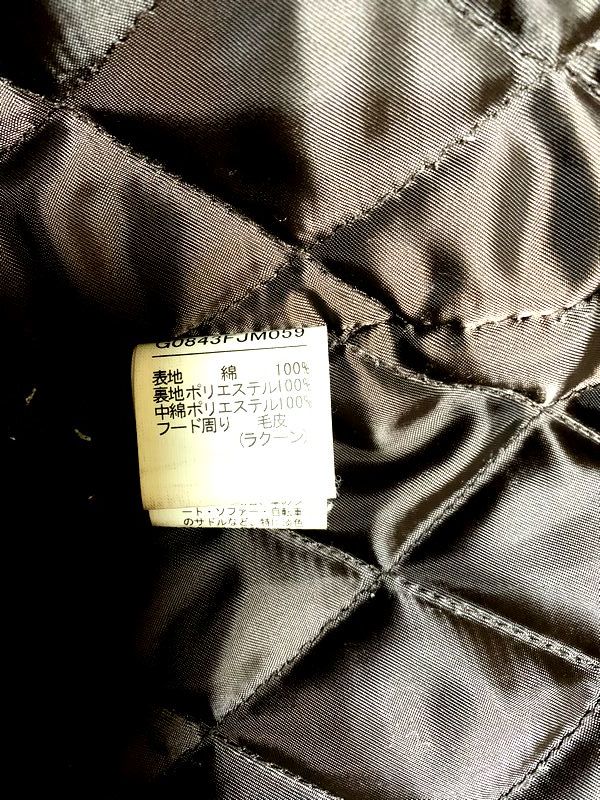 G0843FJM059
表地 綿 100%
裏地ポリエステル100%
中綿ポリエステル100%
フード周り 毛皮
(ラクーン)
ート・ソファー・自転車
のサドルなど、特に淡色